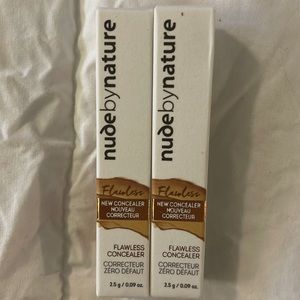 nudebynature
Flawless
NEW CONCEALER
NOUVEAU
CORRECTEUR
FLAWLESS
CONCEALER
CORRECTEUR
ZÉRO DÉFAUT
2.5 g / 0.09 oz.
nudebynature
Flawless
NEW CONCEALER
NOUVEAU
CORRECTEUR
FLAWLESS
CONCEALER
CORRECTEUR
ZÉRO DÉFAUT
2.5 g / 0.09 oz.